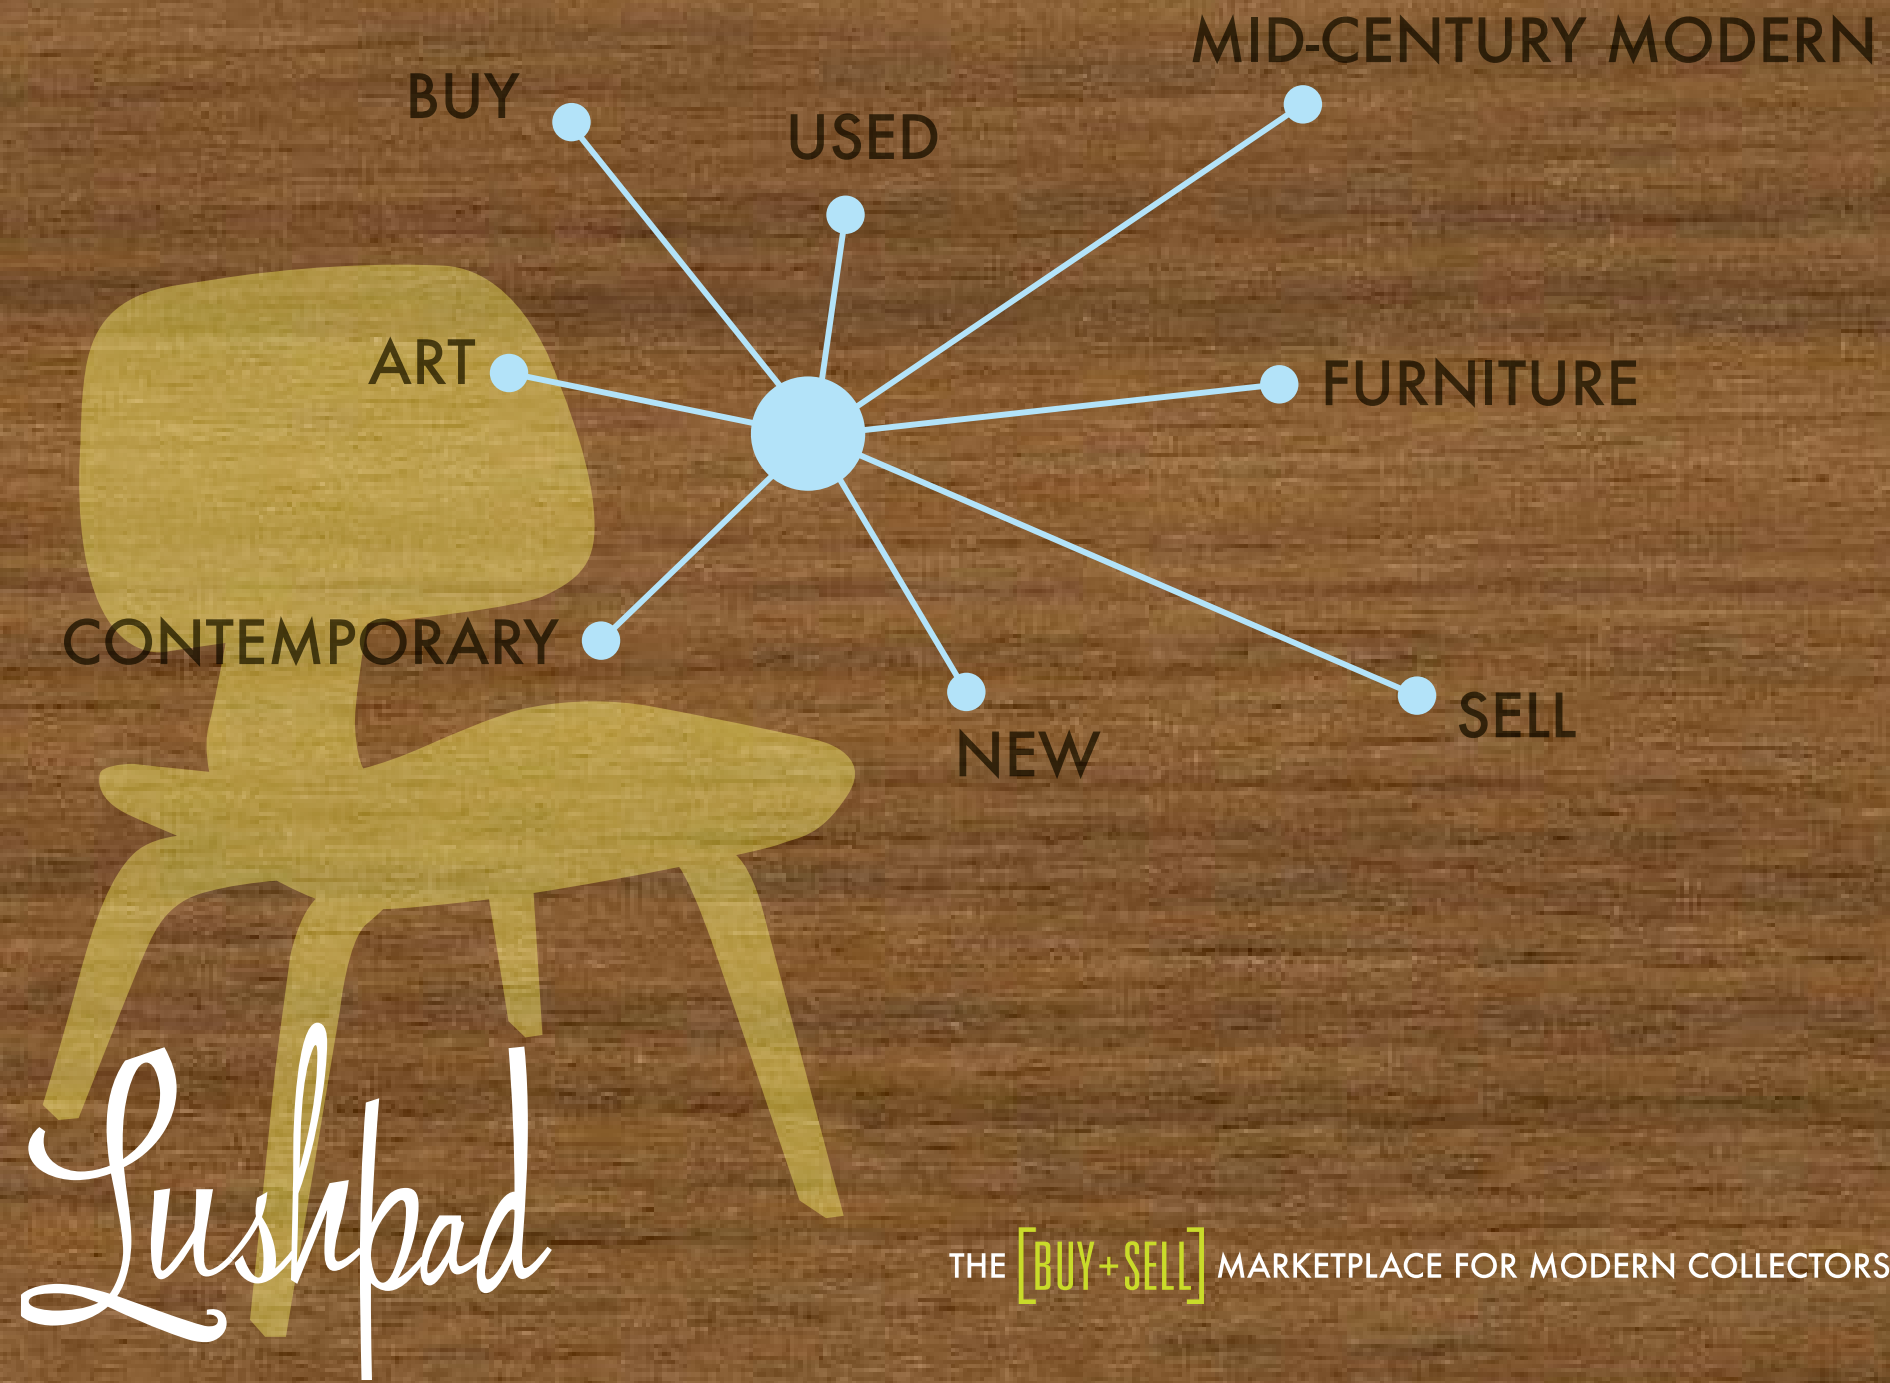 MID-CENTURY MODERN
BUY
USED
ART
FURNITURE
CONTEMPORARY
SELL
NEW
Lushpad
THE [BUY+SELL] MARKETPLACE FOR MODERN COLLECTORS